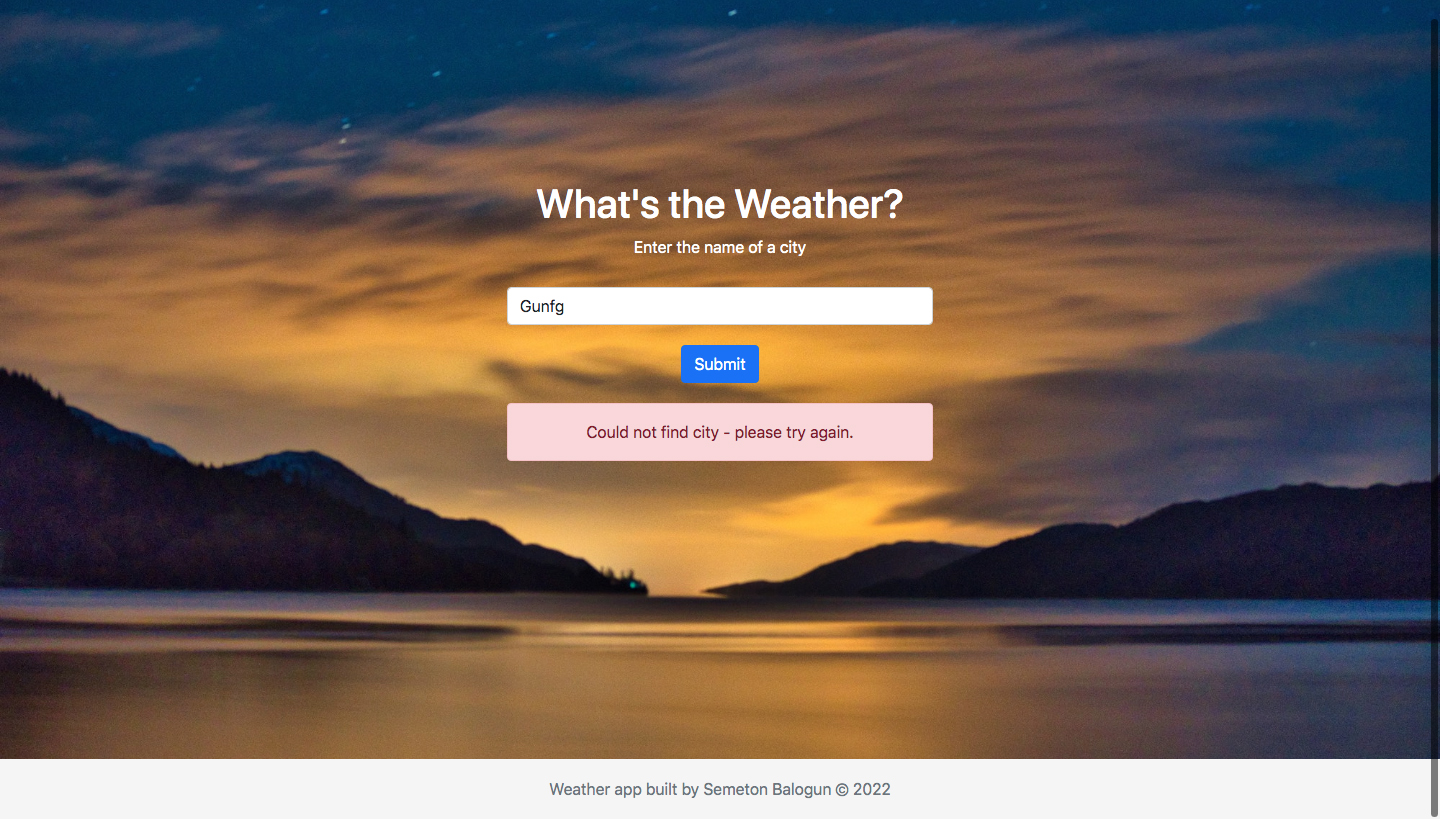 What's the Weather?
Enter the name of a city
Gunfg
Submit
Could not find city - please try again.
Weather app built by Semeton Balogun © 2022